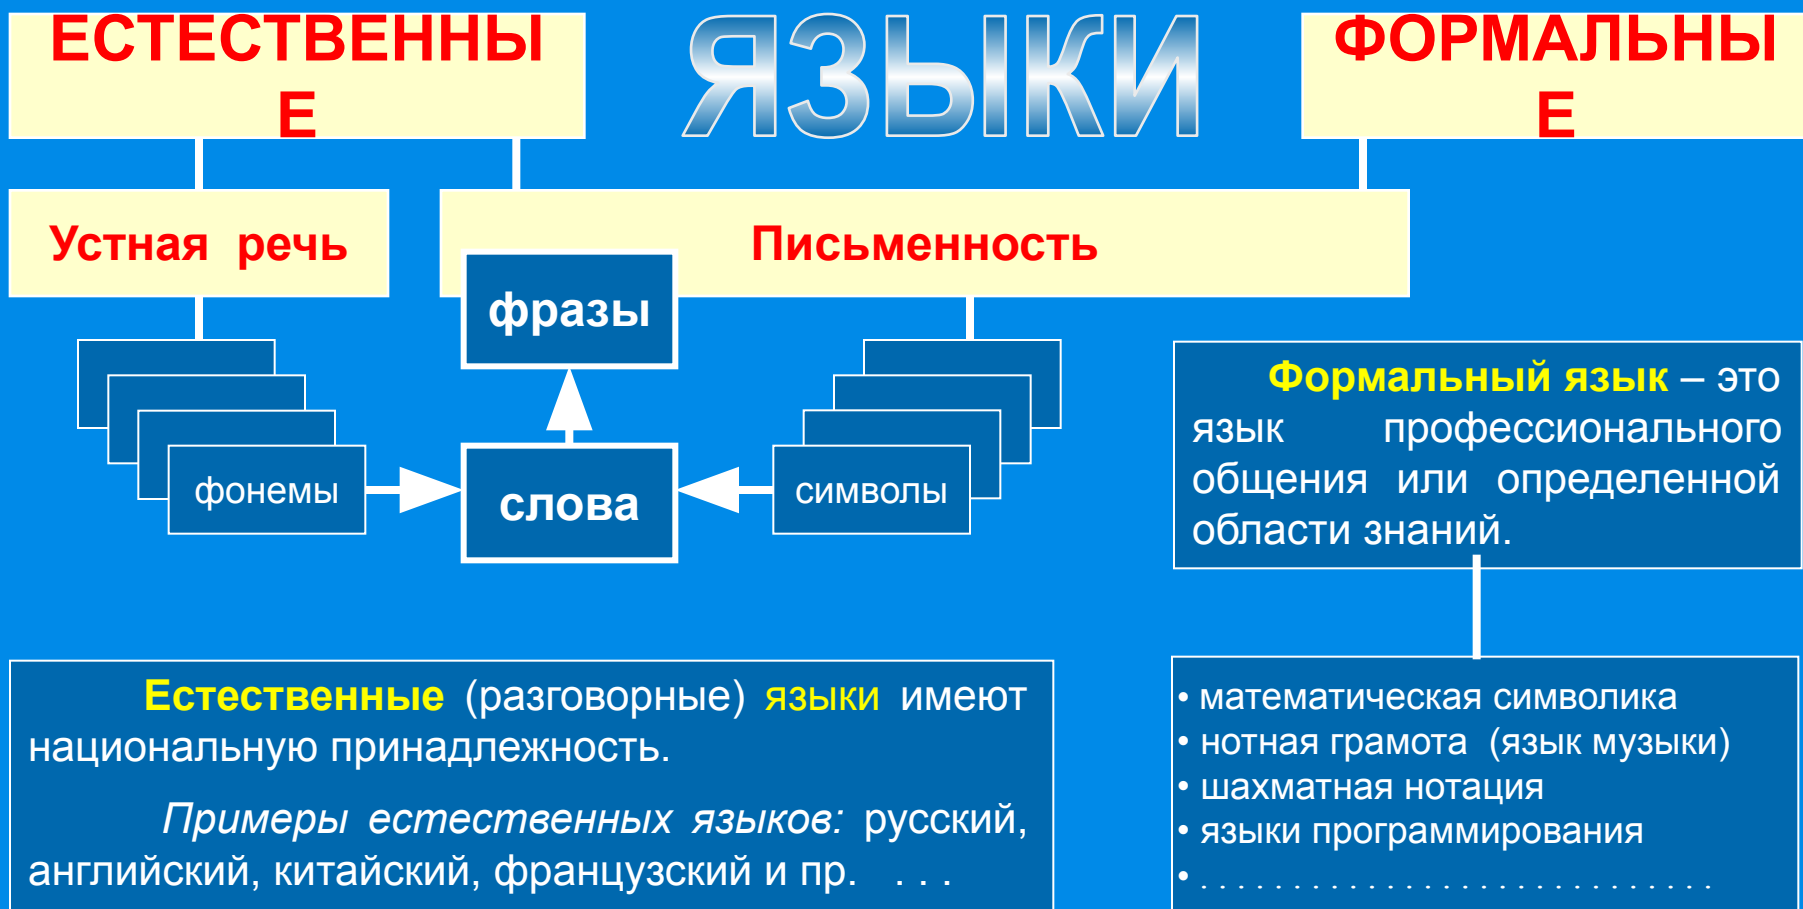 ЕСТЕСТВЕННЫ
Е
ЯЗЫКИ
ФОРМАЛЬНЫ
Е
Устная речь
Письменность
фразы
фонемы
слова
символы
Формальный язык – это
язык профессионального
общения или определенной
области знаний.
Естественные (разговорные) языки имеют
национальную принадлежность.
Примеры естественных языков: русский,
английский, китайский, французский и пр. . . .
• математическая символика
• нотная грамота (язык музыки)
• шахматная нотация
• языки программирования
• . . . . . . . . . . . . . . . . . . . . . . . . . . . .